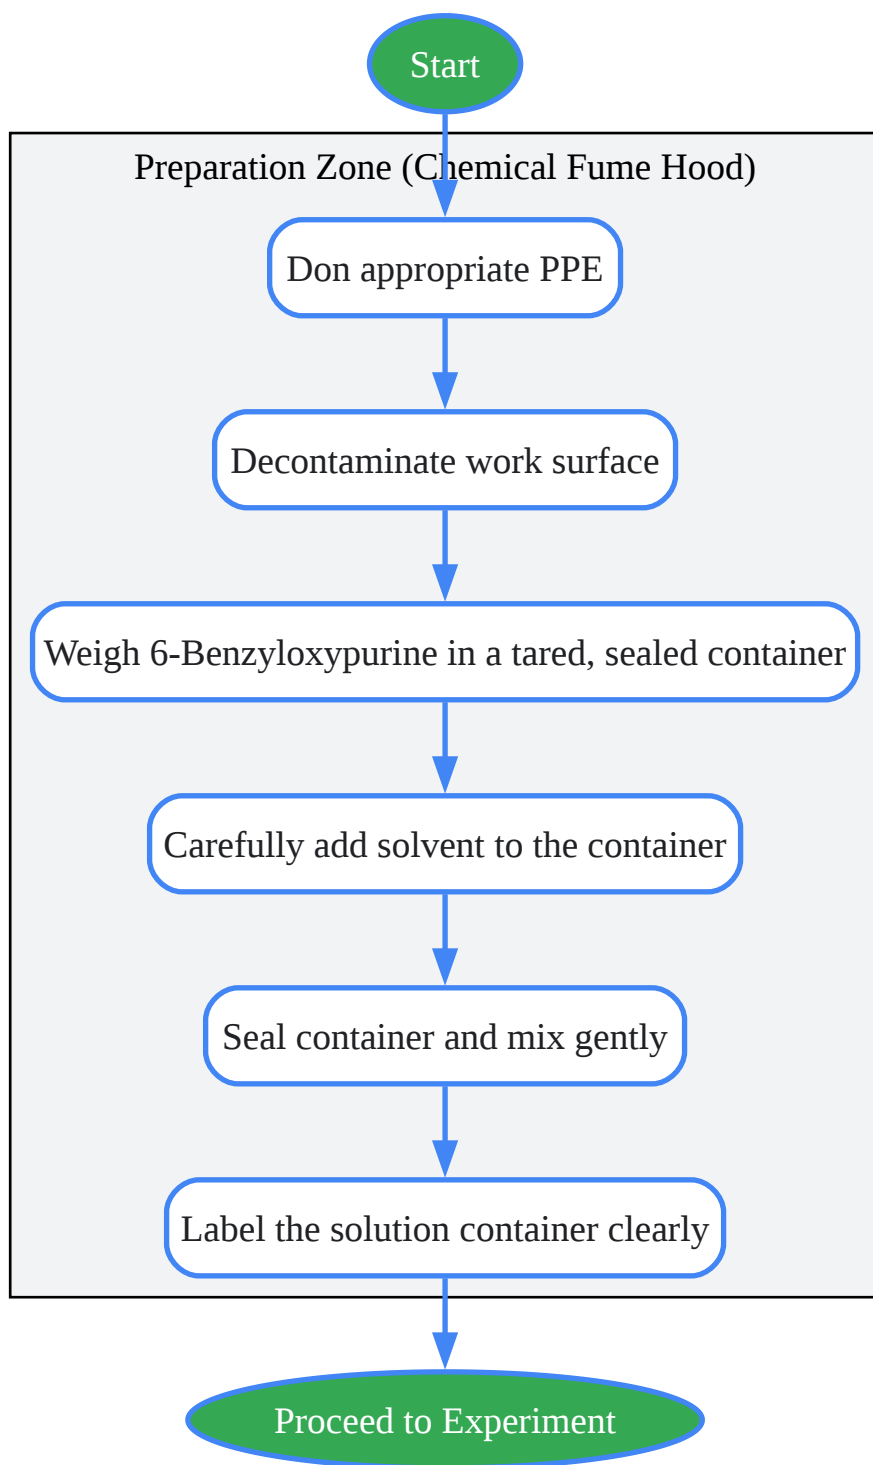 Start
Preparation Zone (Chemical Fume Hood)
Don appropriate PPE
Decontaminate work surface
Weigh 6-Benzyloxypurine in a tared, sealed container
Carefully add solvent to the container
Seal container and mix gently
Label the solution container clearly
Proceed to Experiment